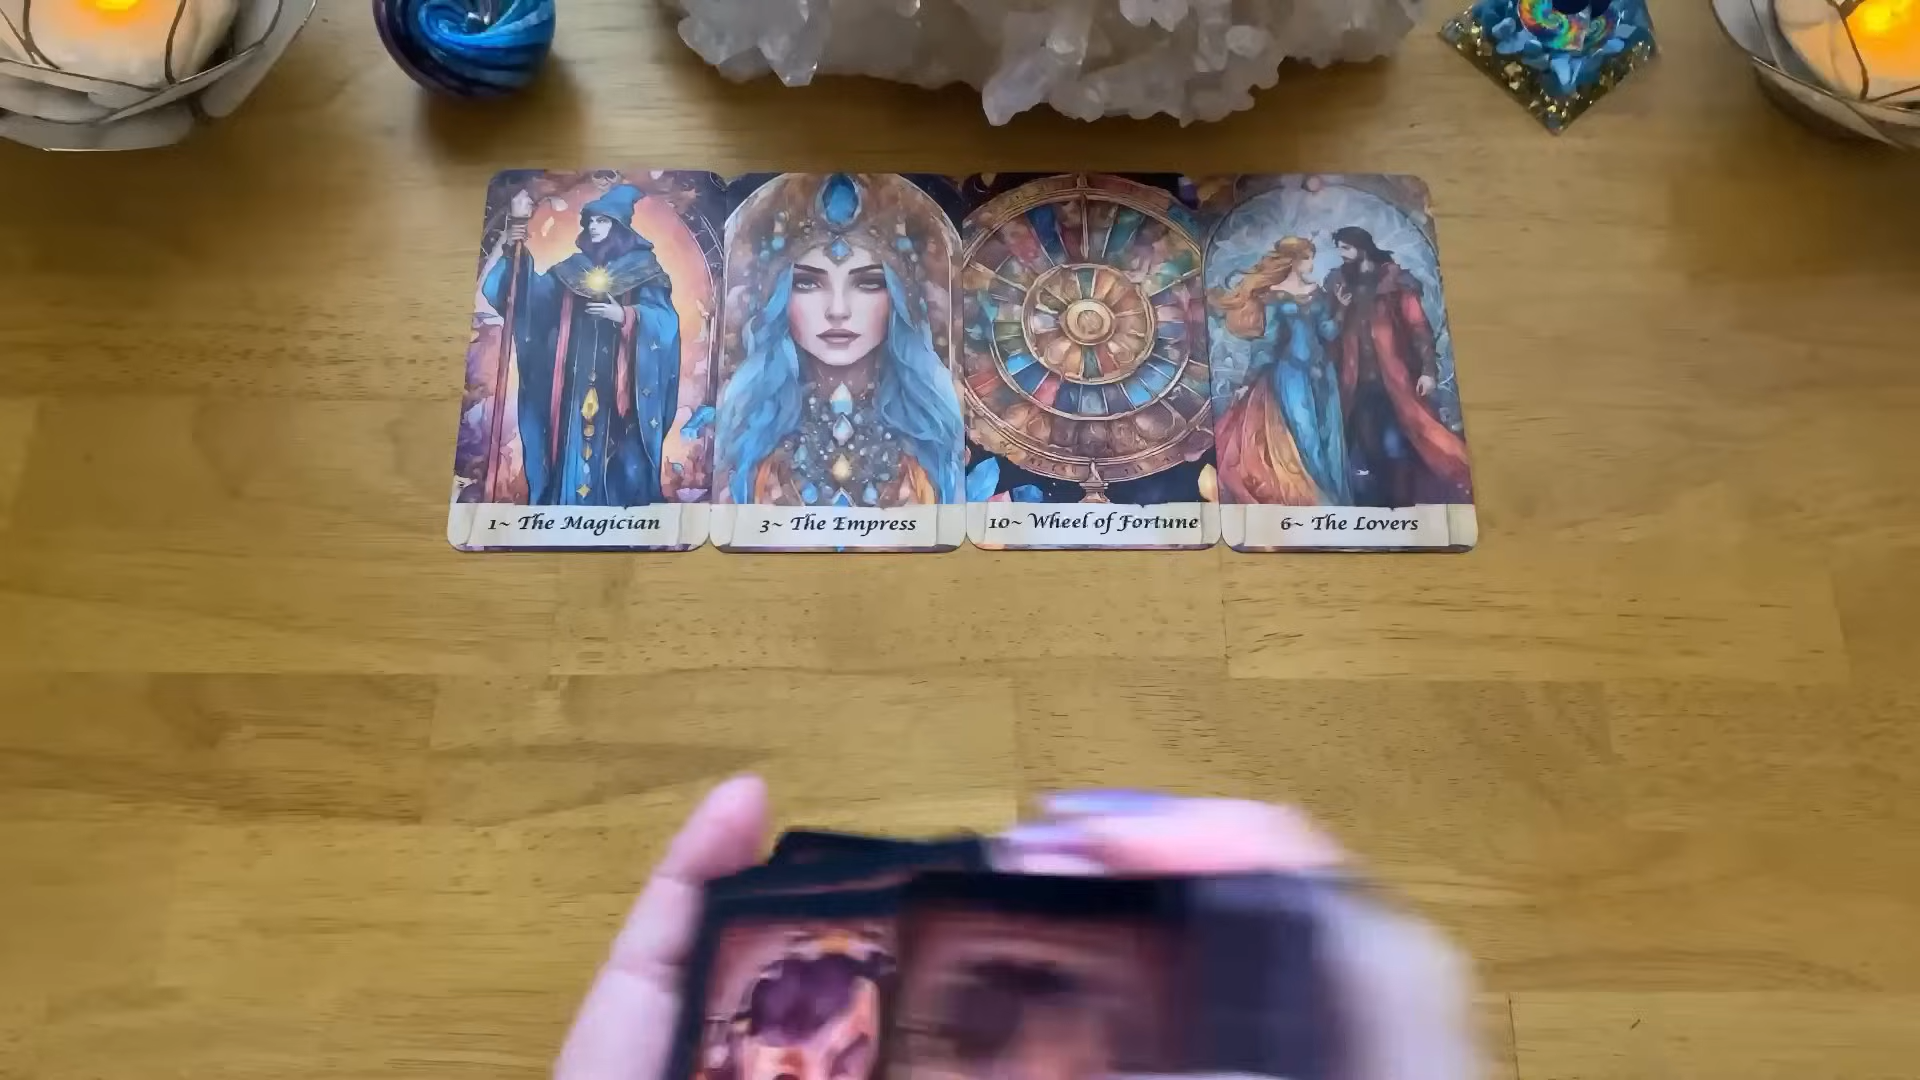 1~ The Magician
3~ The Empress
10~ Wheel of Fortune
6~ The Lovers